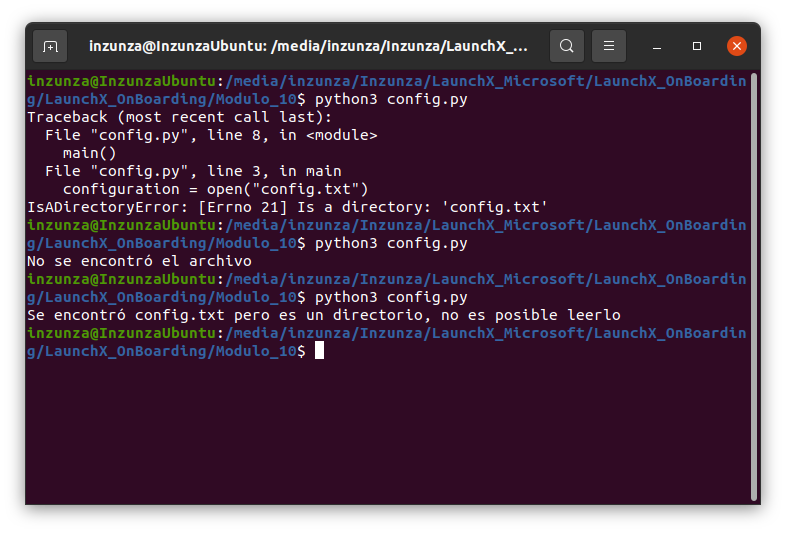 inzunza@InzunzaUbuntu: /media/inzunza/Inzunza/LaunchX_...
inzunza@InzunzaUbuntu:/media/inzunza/Inzunza/LaunchX_Microsoft/LaunchX_OnBoardin
g/LaunchX_OnBoarding/Modulo_10$ python3 config.py
Traceback (most recent call last):
  File "config.py", line 8, in <module>
    main()
  File "config.py", line 3, in main
    configuration = open("config.txt")
IsADirectoryError: [Errno 21] Is a directory: 'config.txt'
inzunza@InzunzaUbuntu:/media/inzunza/Inzunza/LaunchX_Microsoft/LaunchX_OnBoardin
g/LaunchX_OnBoarding/Modulo_10$ python3 config.py
No se encontró el archivo
inzunza@InzunzaUbuntu:/media/inzunza/Inzunza/LaunchX_Microsoft/LaunchX_OnBoardin
g/LaunchX_OnBoarding/Modulo_10$ python3 config.py
Se encontró config.txt pero es un directorio, no es posible leerlo
inzunza@InzunzaUbuntu:/media/inzunza/Inzunza/LaunchX_Microsoft/LaunchX_OnBoardin
g/LaunchX_OnBoarding/Modulo_10$